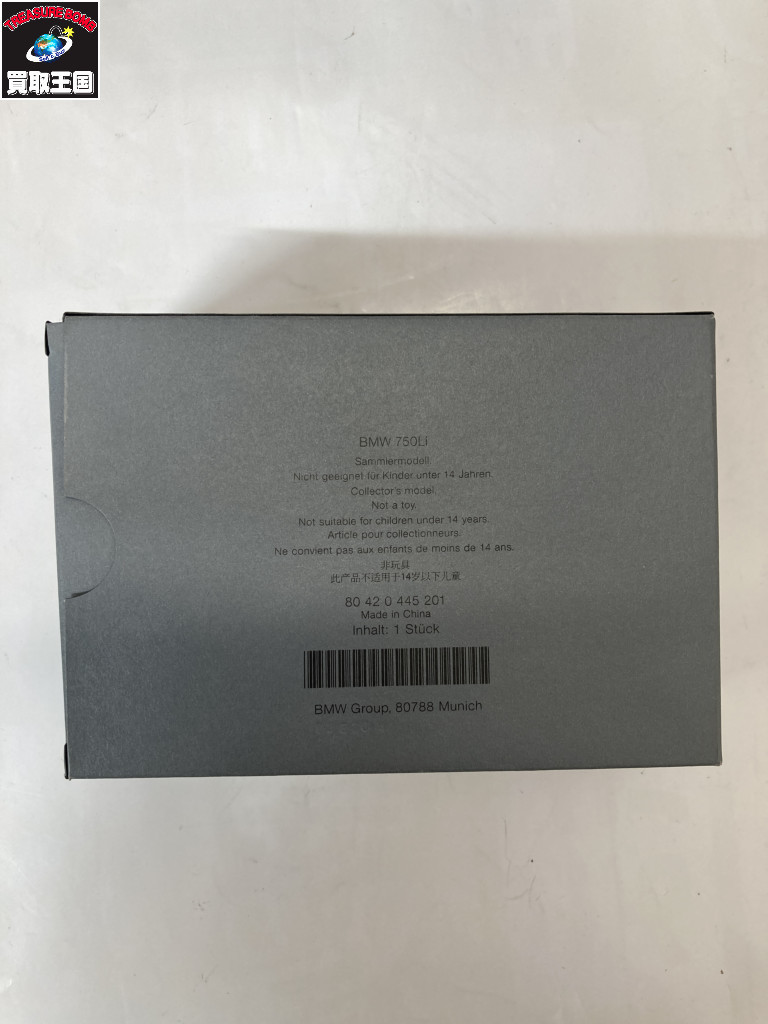 TREASURE BOMB
買取王国
BMW 750Li
Sammlermodell.
Nicht geeignet für Kinder unter 14 Jahren.
Collector's model.
Not a toy.
Not suitable for children under 14 years.
Article pour collectionneurs.
Ne convient pas aux enfants de moins de 14 ans.
非玩具
此产品不适用于14岁以下儿童
80 42 0 445 201
Made in China
Inhalt: 1 Stück
BMW Group, 80788 Munich